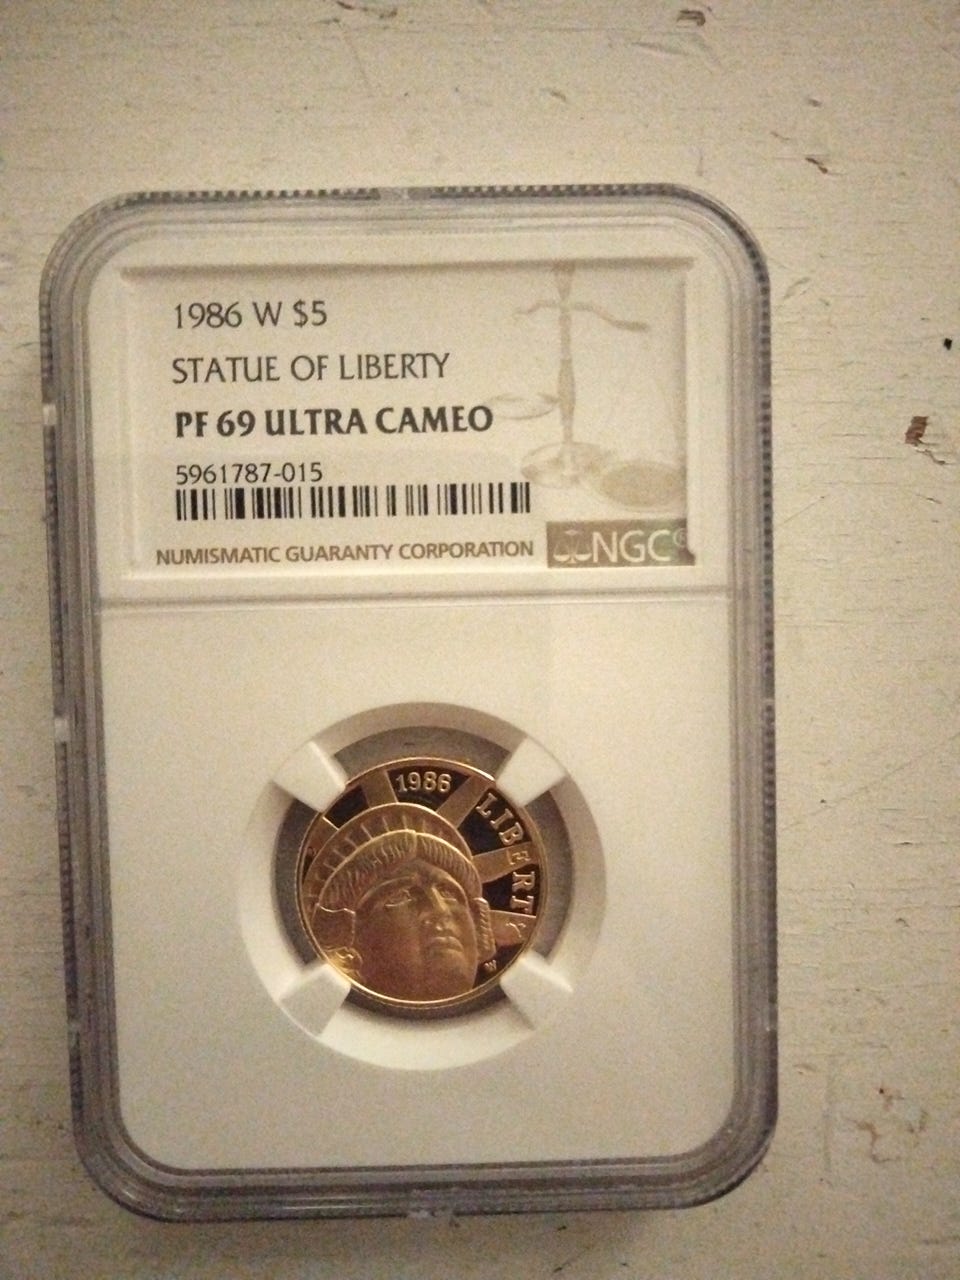 1986 W $5
STATUE OF LIBERTY
PF 69 ULTRA CAMEO
5961787-015
NUMISMATIC GUARANTY CORPORATION
NGC®
1986
LIBERTY
W